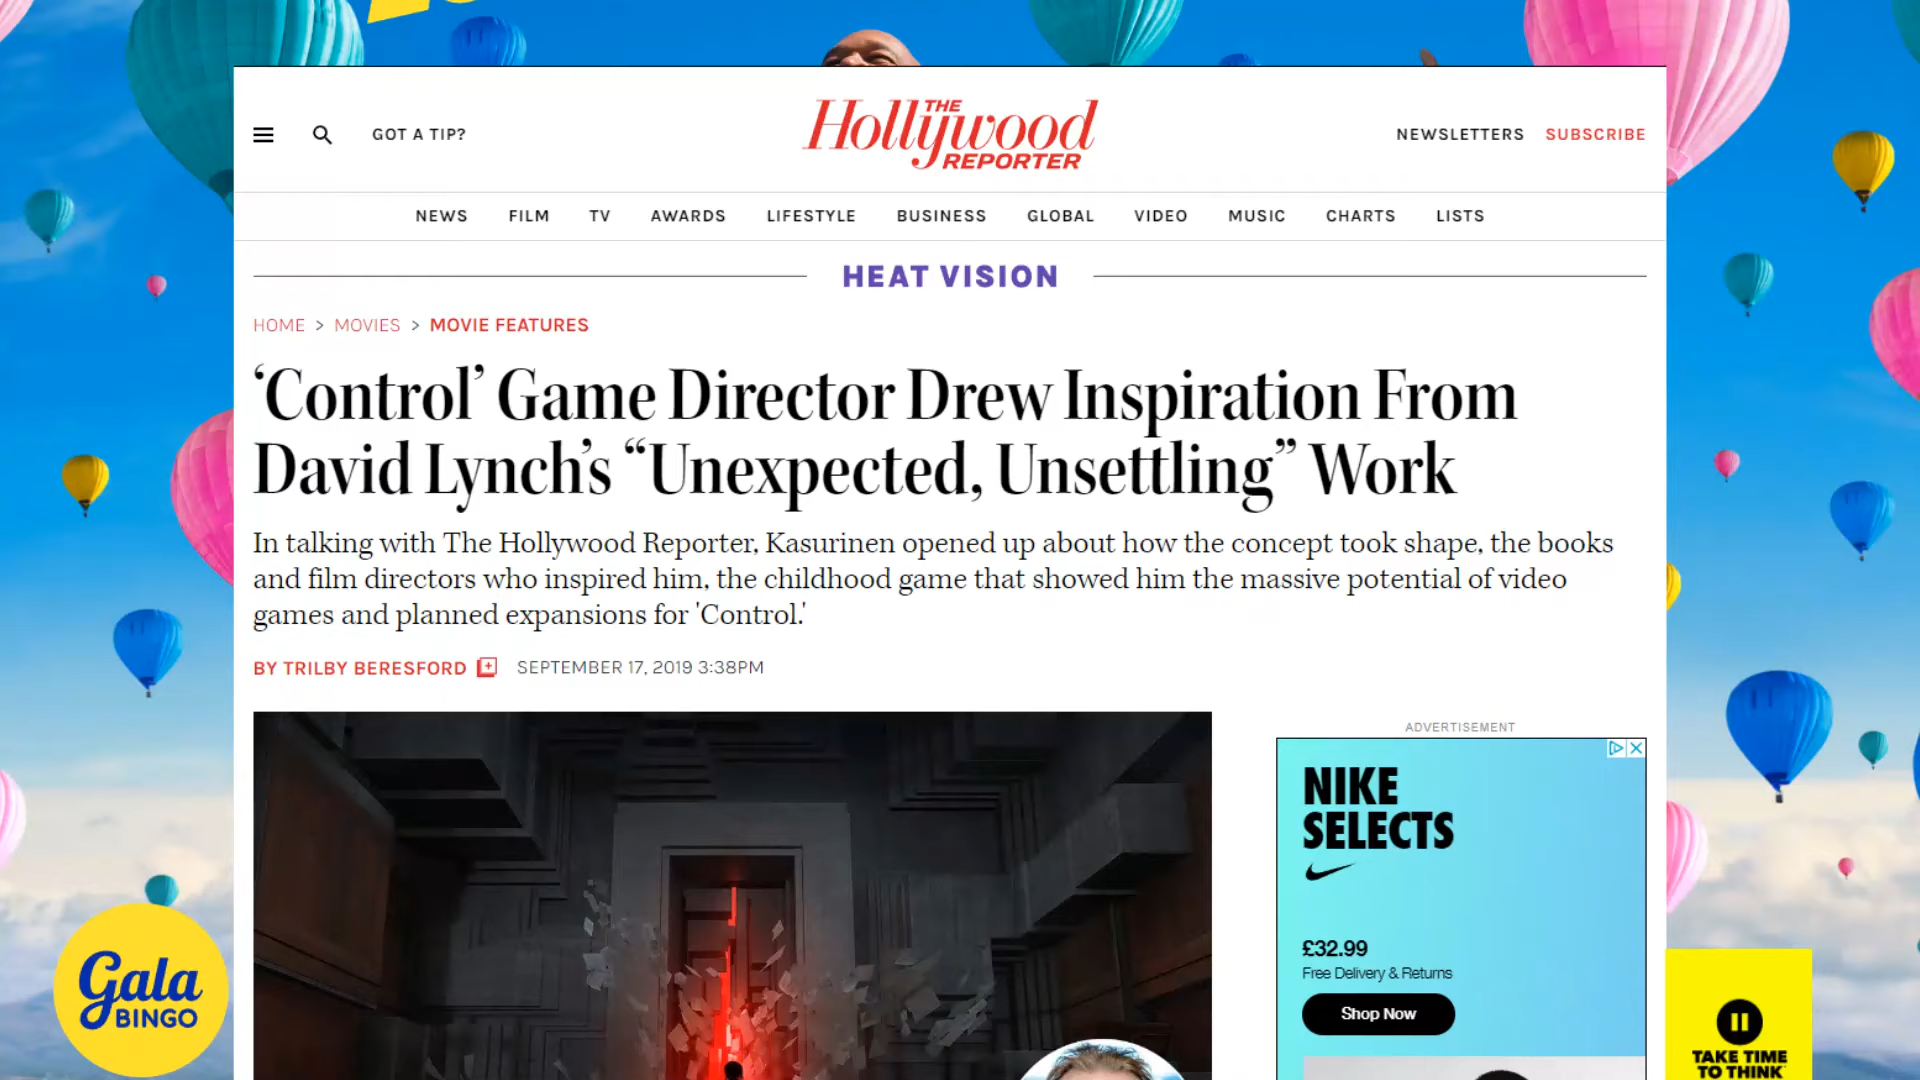 GOT A TIP?
THE
Hollywood
REPORTER
NEWSLETTERS SUBSCRIBE
NEWS FILM TV AWARDS LIFESTYLE BUSINESS GLOBAL VIDEO MUSIC CHARTS LISTS
HEAT VISION
HOME > MOVIES > MOVIE FEATURES
‘Control’ Game Director Drew Inspiration From
David Lynch’s “Unexpected, Unsettling” Work
In talking with The Hollywood Reporter, Kasurinen opened up about how the concept took shape, the books
and film directors who inspired him, the childhood game that showed him the massive potential of video
games and planned expansions for 'Control.'
BY TRILBY BERESFORD SEPTEMBER 17, 2019 3:38PM
ADVERTISEMENT
NIKE
SELECTS
£32.99
Free Delivery & Returns
Shop Now
Gala
BINGO
TAKE TIME
TO THINK